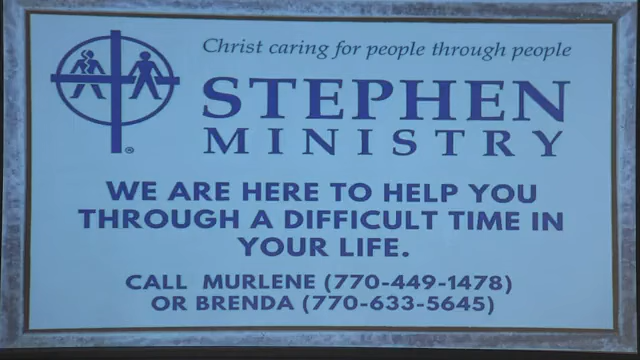 Christ caring for people through people
STEPHEN
MINISTRY
®
WE ARE HERE TO HELP YOU
THROUGH A DIFFICULT TIME IN
YOUR LIFE.
CALL MURLENE (770-449-1478)
OR BRENDA (770-633-5645)